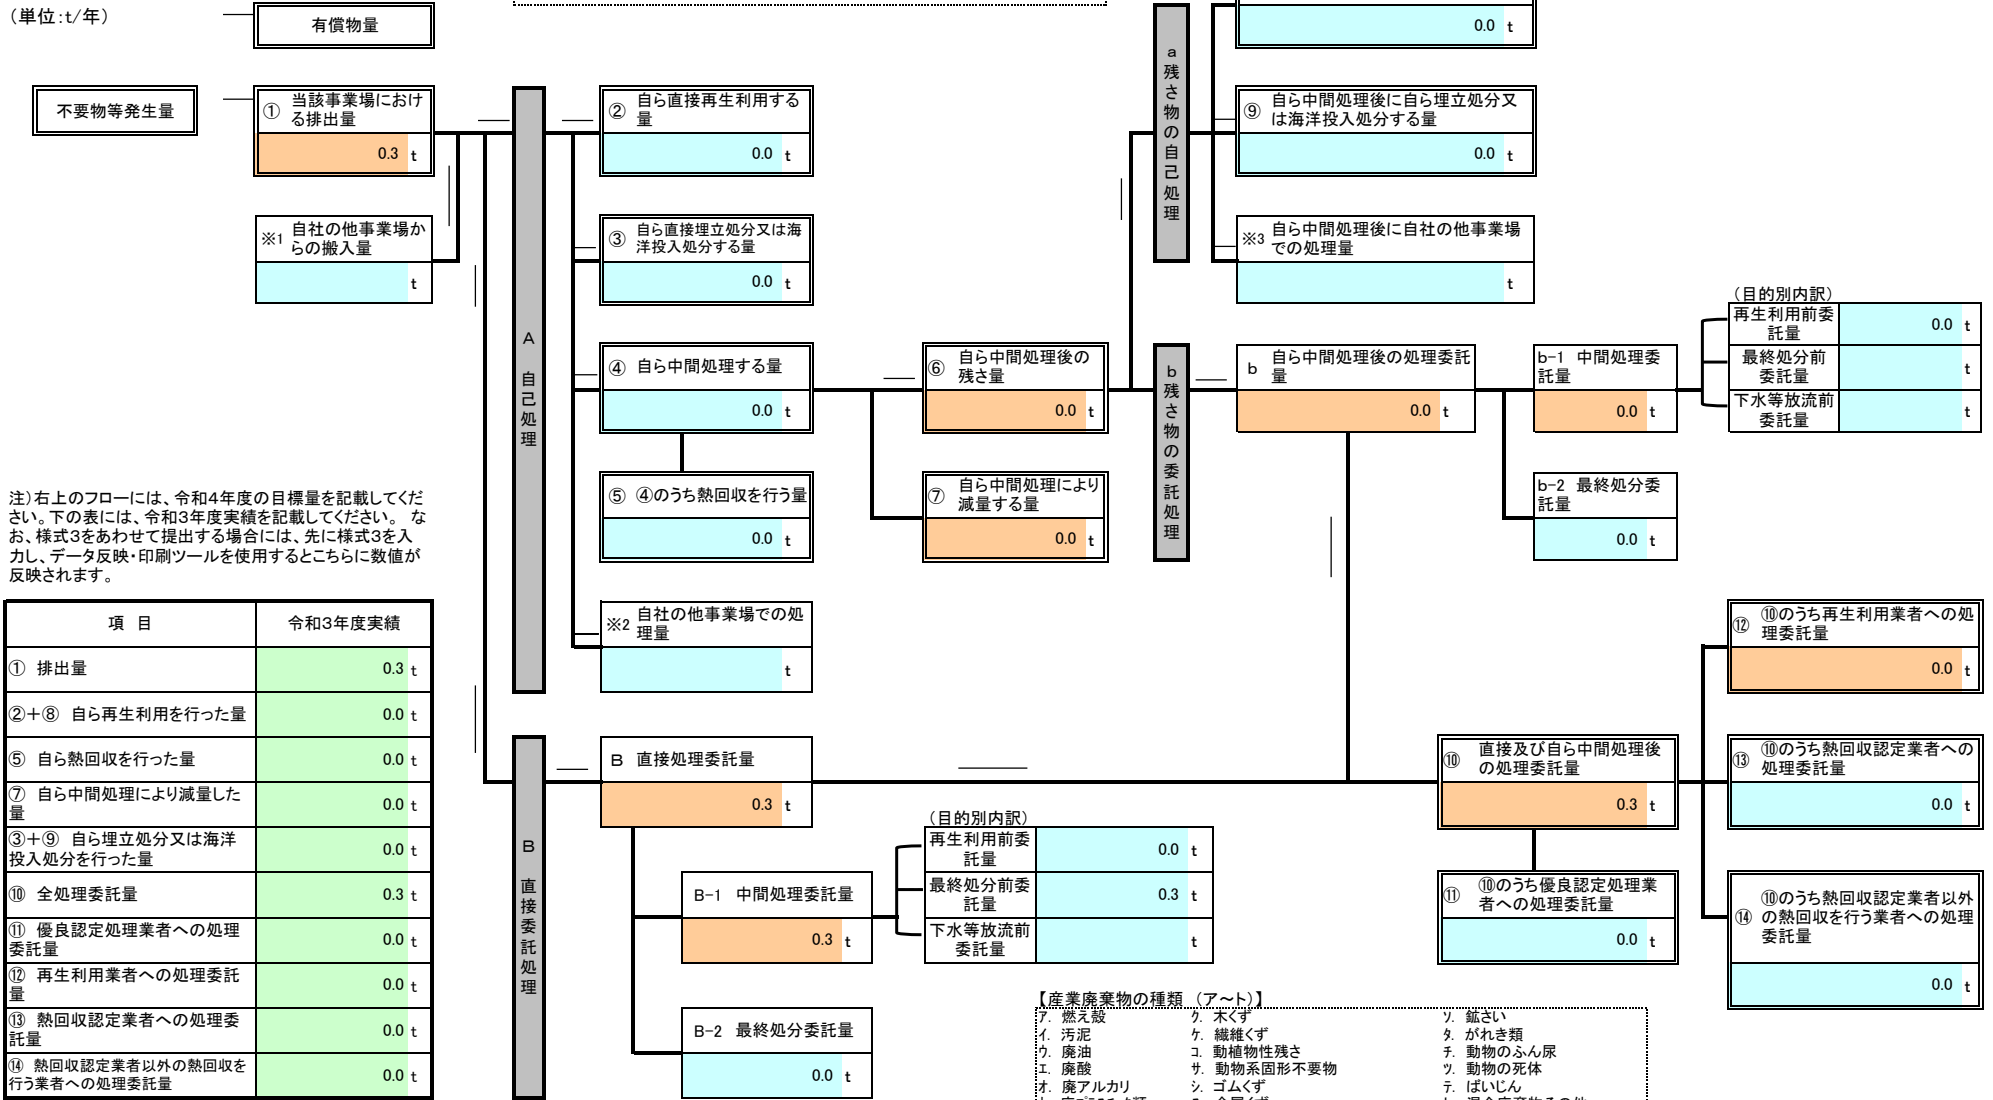 （単位：t/年）
有償物量
0.0 t
不要物等発生量
① 当該事業場におけ
る排出量
0.3 t
※1 自社の他事業場か
らの搬入量
t
A 自己処理
② 自ら直接再生利用する
量
0.0 t
③ 自ら直接埋立処分又は海
洋投入処分する量
0.0 t
④ 自ら中間処理する量
0.0 t
⑤ ④のうち熱回収を行う量
0.0 t
※2 自社の他事業場での処
理量
t
⑥ 自ら中間処理後の
残さ量
0.0 t
⑦ 自ら中間処理により
減量する量
0.0 t
a 残さ物の自己処理
⑨ 自ら中間処理後に自ら埋立処分又
は海洋投入処分する量
0.0 t
※3 自ら中間処理後に自社の他事業場
での処理量
t
b 残さ物の委託処理
b 自ら中間処理後の処理委託
量
0.0 t
b-1 中間処理委
託量
0.0 t
（目的別内訳）
再生利用前委
託量
0.0 t
最終処分前
委託量
t
下水等放流前
委託量
t
b-2 最終処分委
託量
0.0 t
注）右上のフローには、令和４年度の目標量を記載してくだ
さい。下の表には、令和３年度実績を記載してください。 な
お、様式３をあわせて提出する場合には、先に様式３を入
力し、データ反映・印刷ツールを使用するとこちらに数値が
反映されます。
項 目 令和３年度実績
① 排出量 0.3 t
②＋⑧ 自ら再生利用を行った量 0.0 t
⑤ 自ら熱回収を行った量 0.0 t
⑦ 自ら中間処理により減量した
量 0.0 t
③＋⑨ 自ら埋立処分又は海洋
投入処分を行った量 0.0 t
⑩ 全処理委託量 0.3 t
⑪ 優良認定処理業者への処理
委託量 0.0 t
⑫ 再生利用業者への処理委託
量 0.0 t
⑬ 熱回収認定業者への処理委
託量 0.0 t
⑭ 熱回収認定業者以外の熱回収を
行う業者への処理委託量 0.0 t
B 直接委託処理
B 直接処理委託量
0.3 t
B-1 中間処理委託量
0.3 t
（目的別内訳）
再生利用前委
託量
0.0 t
最終処分前委
託量
0.3 t
下水等放流前
委託量
t
B-2 最終処分委託量
0.0 t
⑩ 直接及び自ら中間処理後
の処理委託量
0.3 t
⑪ ⑩のうち優良認定処理業
者への処理委託量
0.0 t
⑫ ⑩のうち再生利用業者への処
理委託量
0.0 t
⑬ ⑩のうち熱回収認定業者への
処理委託量
0.0 t
⑭ ⑩のうち熱回収認定業者以外
の熱回収を行う業者への処理
委託量
0.0 t
【産業廃棄物の種類 （ア～ト）】
ア. 燃え殻 ク. 木くず ソ. 鉱さい
イ. 汚泥 ケ. 繊維くず タ. がれき類
ウ. 廃油 コ. 動植物性残さ チ. 動物のふん尿
エ. 廃酸 サ. 動物系固形不要物 ツ. 動物の死体
オ. 廃アルカリ シ. ゴムくず テ. ばいじん